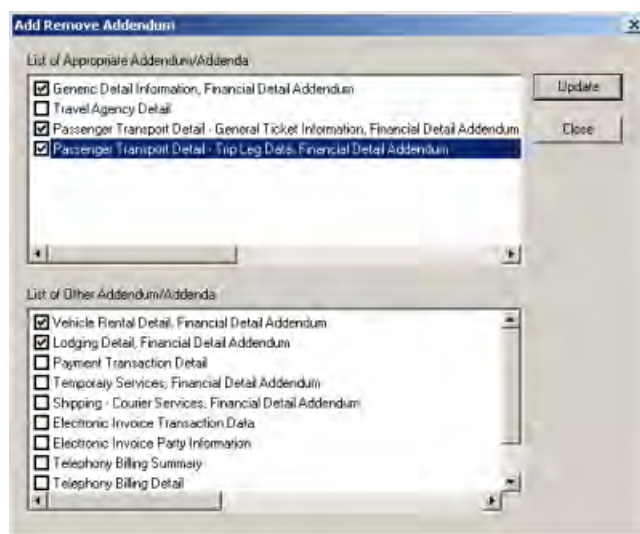 Add Remove Addendum
List of Appropriate Addendum/Addenda
Generic Detail Information, Financial Detail Addendum
Travel Agency Detail
Passenger Transport Detail - General Ticket Information, Financial Detail Addendum
Passenger Transport Detail - Trip Leg Data, Financial Detail Addendum
Update
Close
List of Other Addendum/Addenda
Vehicle Rental Detail, Financial Detail Addendum
Lodging Detail, Financial Detail Addendum
Payment Transaction Detail
Temporary Services, Financial Detail Addendum
Shipping - Courier Services, Financial Detail Addendum
Electronic Invoice Transaction Data
Electronic Invoice Party Information
Telephony Billing Summary
Telephony Billing Detail